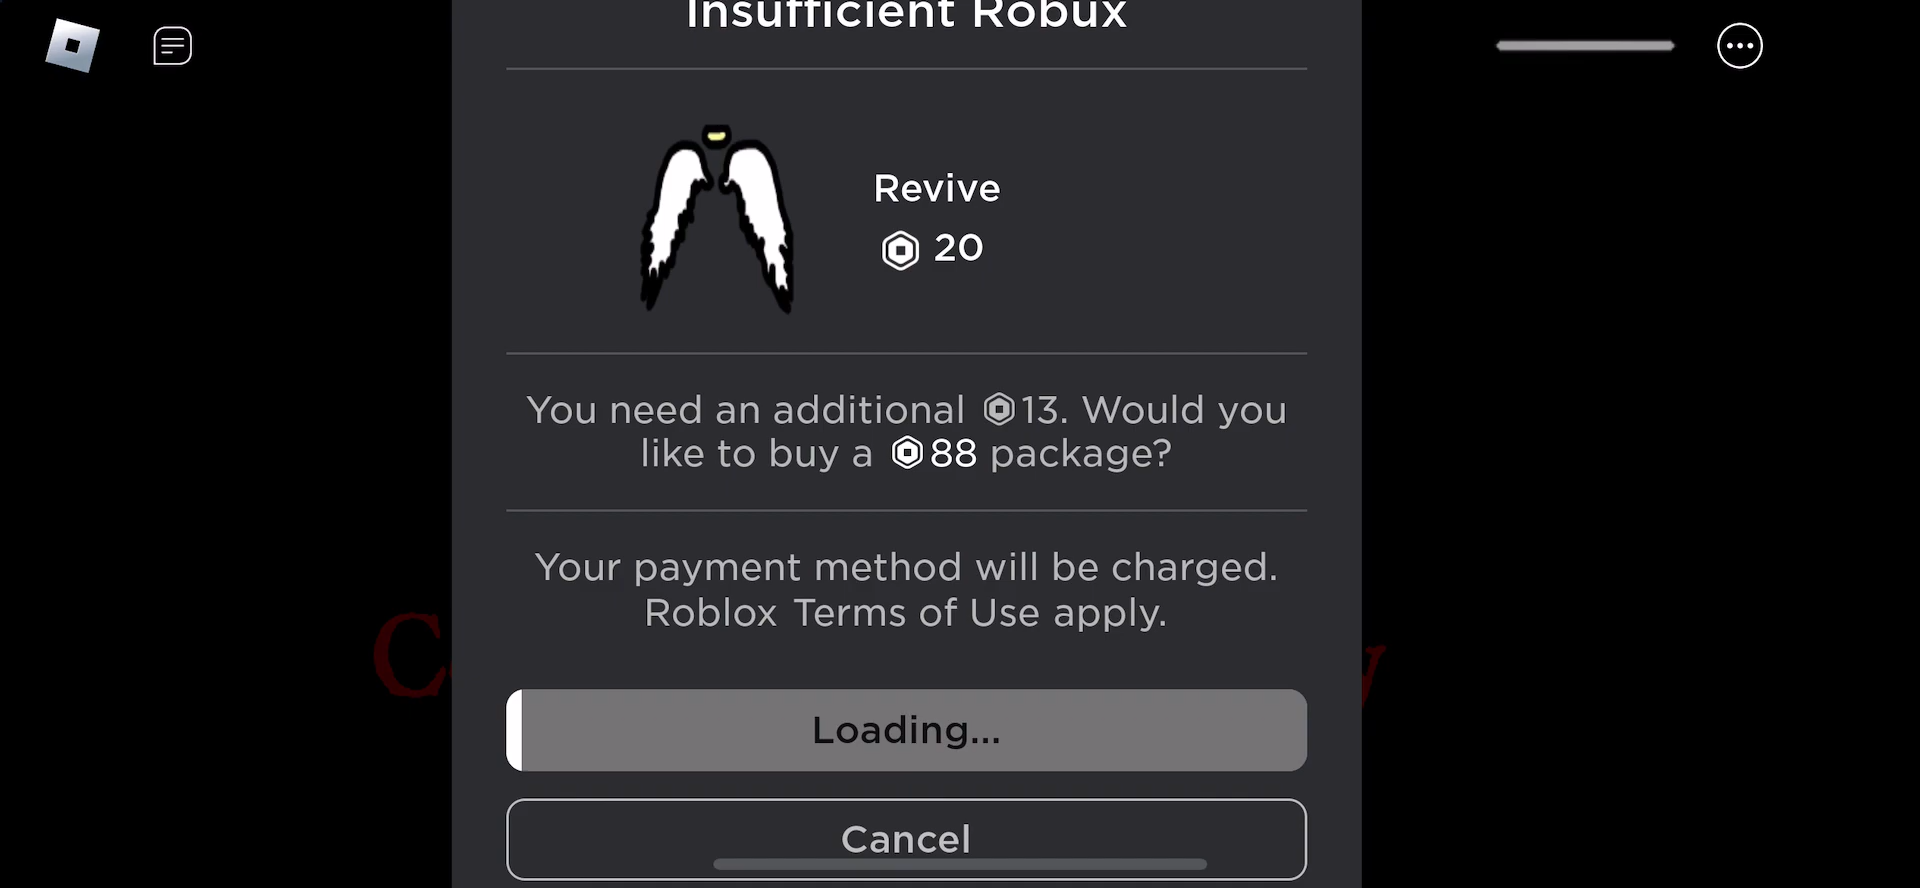 Insufficient Robux
Revive
20
You need an additional 13. Would you
like to buy a 88 package?
Your payment method will be charged.
Roblox Terms of Use apply.
Loading...
Cancel